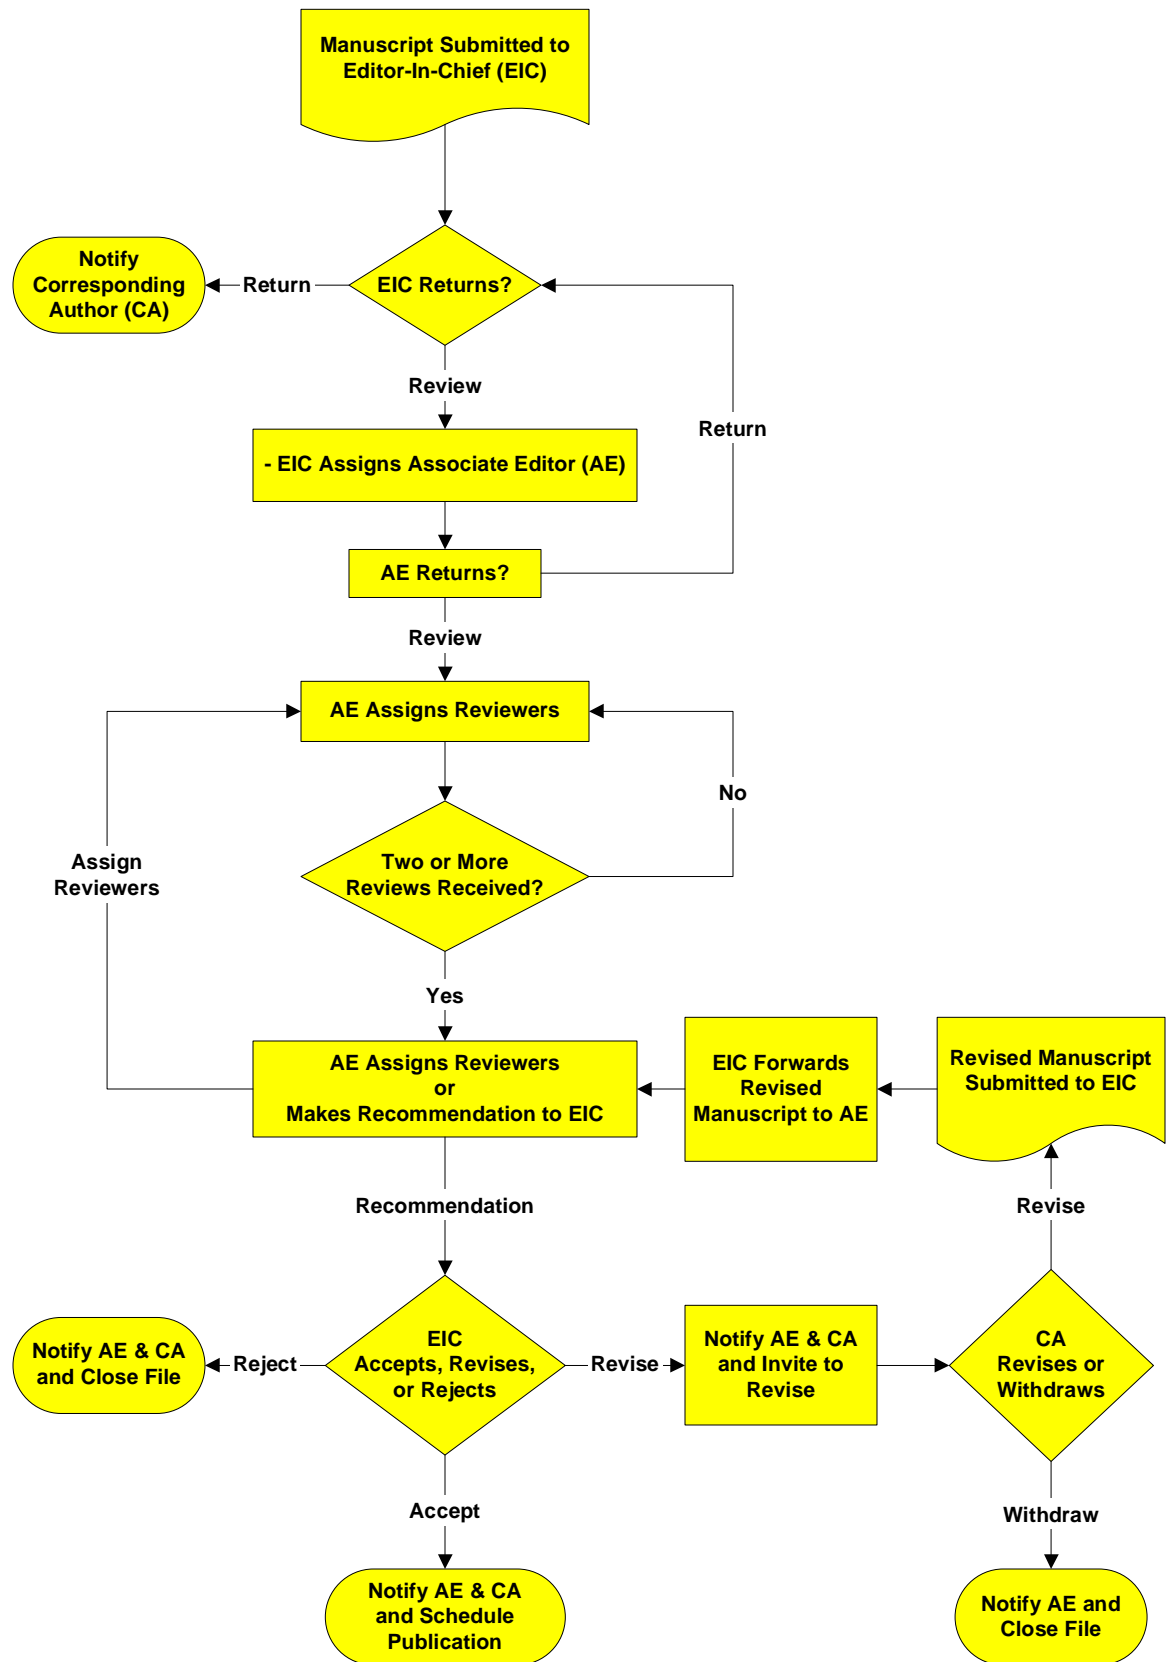 Manuscript Submitted to
Editor-In-Chief (EIC)
Notify
Corresponding
Author (CA)
Return
EIC Returns?
Review
Return
- EIC Assigns Associate Editor (AE)
AE Returns?
Review
AE Assigns Reviewers
No
Assign
Reviewers
Two or More
Reviews Received?
Yes
AE Assigns Reviewers
or
Makes Recommendation to EIC
EIC Forwards
Revised
Manuscript to AE
Revised Manuscript
Submitted to EIC
Recommendation
Revise
Notify AE & CA
and Close File
Reject
EIC
Accepts, Revises,
or Rejects
Revise
Notify AE & CA
and Invite to
Revise
CA
Revises or
Withdraws
Accept
Withdraw
Notify AE & CA
and Schedule
Publication
Notify AE and
Close File